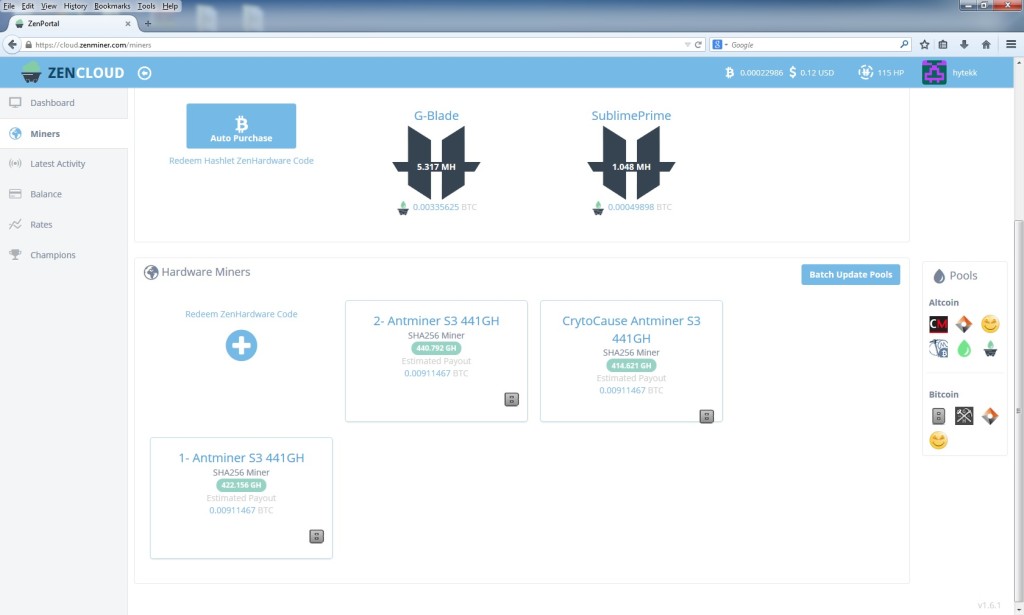 File Edit View History Bookmarks Tools Help
ZenPortal
https://cloud.zenminer.com/miners
Google
ZENCLOUD
0.00022986 $ 0.12 USD
115 HP
hytekk
Dashboard
Miners
Latest Activity
Balance
Rates
Champions
Auto Purchase
Redeem Hashlet ZenHardware Code
G-Blade
5.317 MH
0.00335625 BTC
SublimePrime
1.048 MH
0.00049898 BTC
Hardware Miners
Batch Update Pools
Redeem ZenHardware Code
2- Antminer S3 441GH
SHA256 Miner
440.792 GH
Estimated Payout
0.00911467 BTC
CrytoCause Antminer S3
441GH
SHA256 Miner
414.621 GH
Estimated Payout
0.00911467 BTC
1- Antminer S3 441GH
SHA256 Miner
422.156 GH
Estimated Payout
0.00911467 BTC
Pools
Altcoin
CM
Bitcoin
v1.6.1